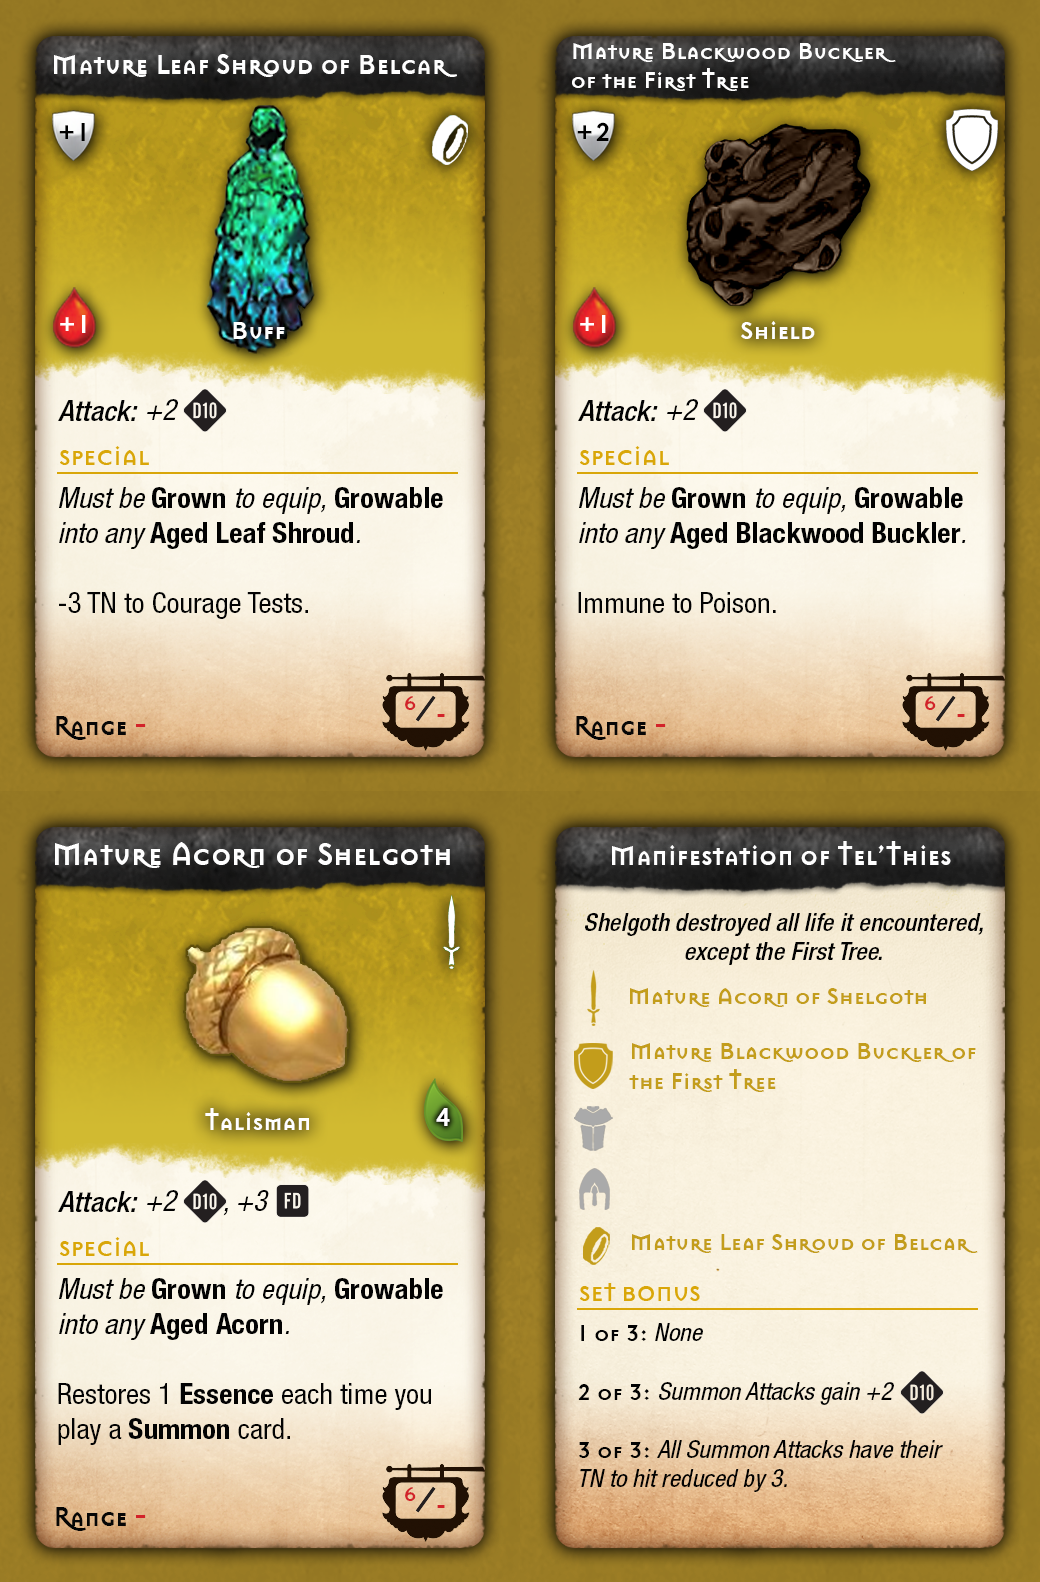 Mature Leaf Shroud of Belcar
+1
+1
Buff
Attack: +2 D10
Special
Must be Grown to equip, Growable
into any Aged Leaf Shroud.
-3 TN to Courage Tests.
Range -
6/-
Mature Blackwood Buckler
of the First Tree
+2
+1
Shield
Attack: +2 D10
Special
Must be Grown to equip, Growable
into any Aged Blackwood Buckler.
Immune to Poison.
Range -
6/-
Mature Acorn of Shelgoth
Talisman
4
Attack: +2 D10, +3 FD
Special
Must be Grown to equip, Growable
into any Aged Acorn.
Restores 1 Essence each time you
play a Summon card.
Range -
6/-
Manifestation of Tel'Thies
Shelgoth destroyed all life it encountered,
except the First Tree.
Mature Acorn of Shelgoth
Mature Blackwood Buckler of
the First Tree
Mature Leaf Shroud of Belcar
Set Bonus
1 of 3: None
2 of 3: Summon Attacks gain +2 D10
3 of 3: All Summon Attacks have their
TN to hit reduced by 3.